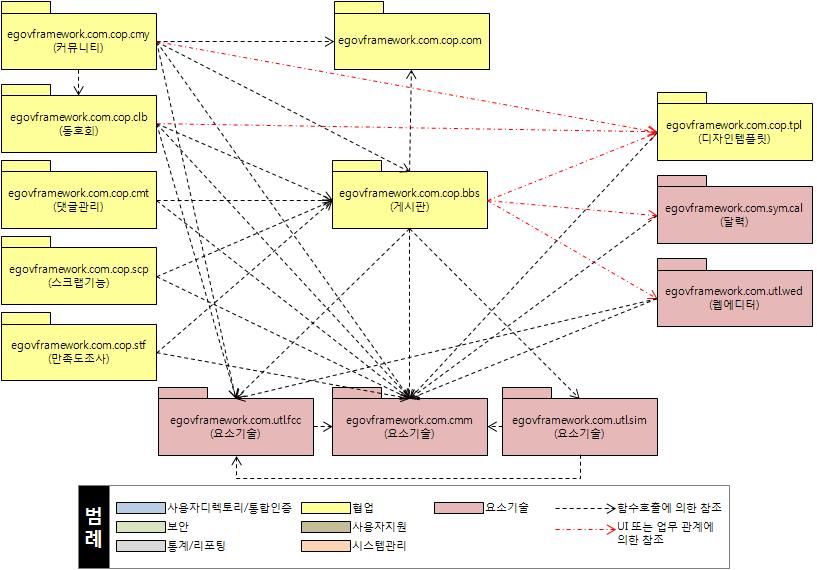 egovframework.com.cop.cmy
(커뮤니티)
egovframework.com.cop.com
egovframework.com.cop.clb
(동호회)
egovframework.com.cop.tpl
(디자인템플릿)
egovframework.com.cop.cmt
(댓글관리)
egovframework.com.cop.bbs
(게시판)
egovframework.com.sym.cal
(달력)
egovframework.com.cop.scp
(스크랩기능)
egovframework.com.utl.wed
(웹에디터)
egovframework.com.cop.stf
(만족도조사)
egovframework.com.utl.fcc
(요소기술)
egovframework.com.cmm
(요소기술)
egovframework.com.utl.sim
(요소기술)
범례
사용자디렉토리/통합인증
협업
요소기술
함수호출에 의한 참조
보안
사용자지원
UI 또는 업무 관계에
의한 참조
통계/리포팅
시스템관리